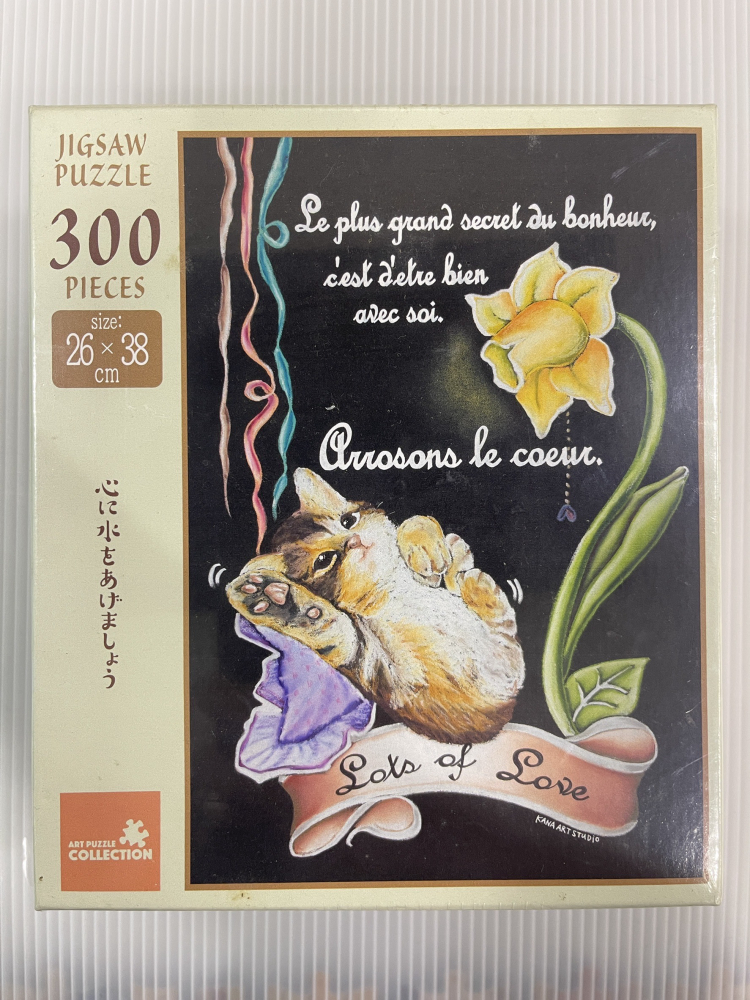 JIGSAW
PUZZLE
300
PIECES
size:
26 × 38
cm
心に水をあげましょう
ART PUZZLE
COLLECTION
Le plus grand secret du bonheur,
c'est d'etre bien
avec soi.
Arrosons le coeur.
Lots of Love
KANA ART STUDIO